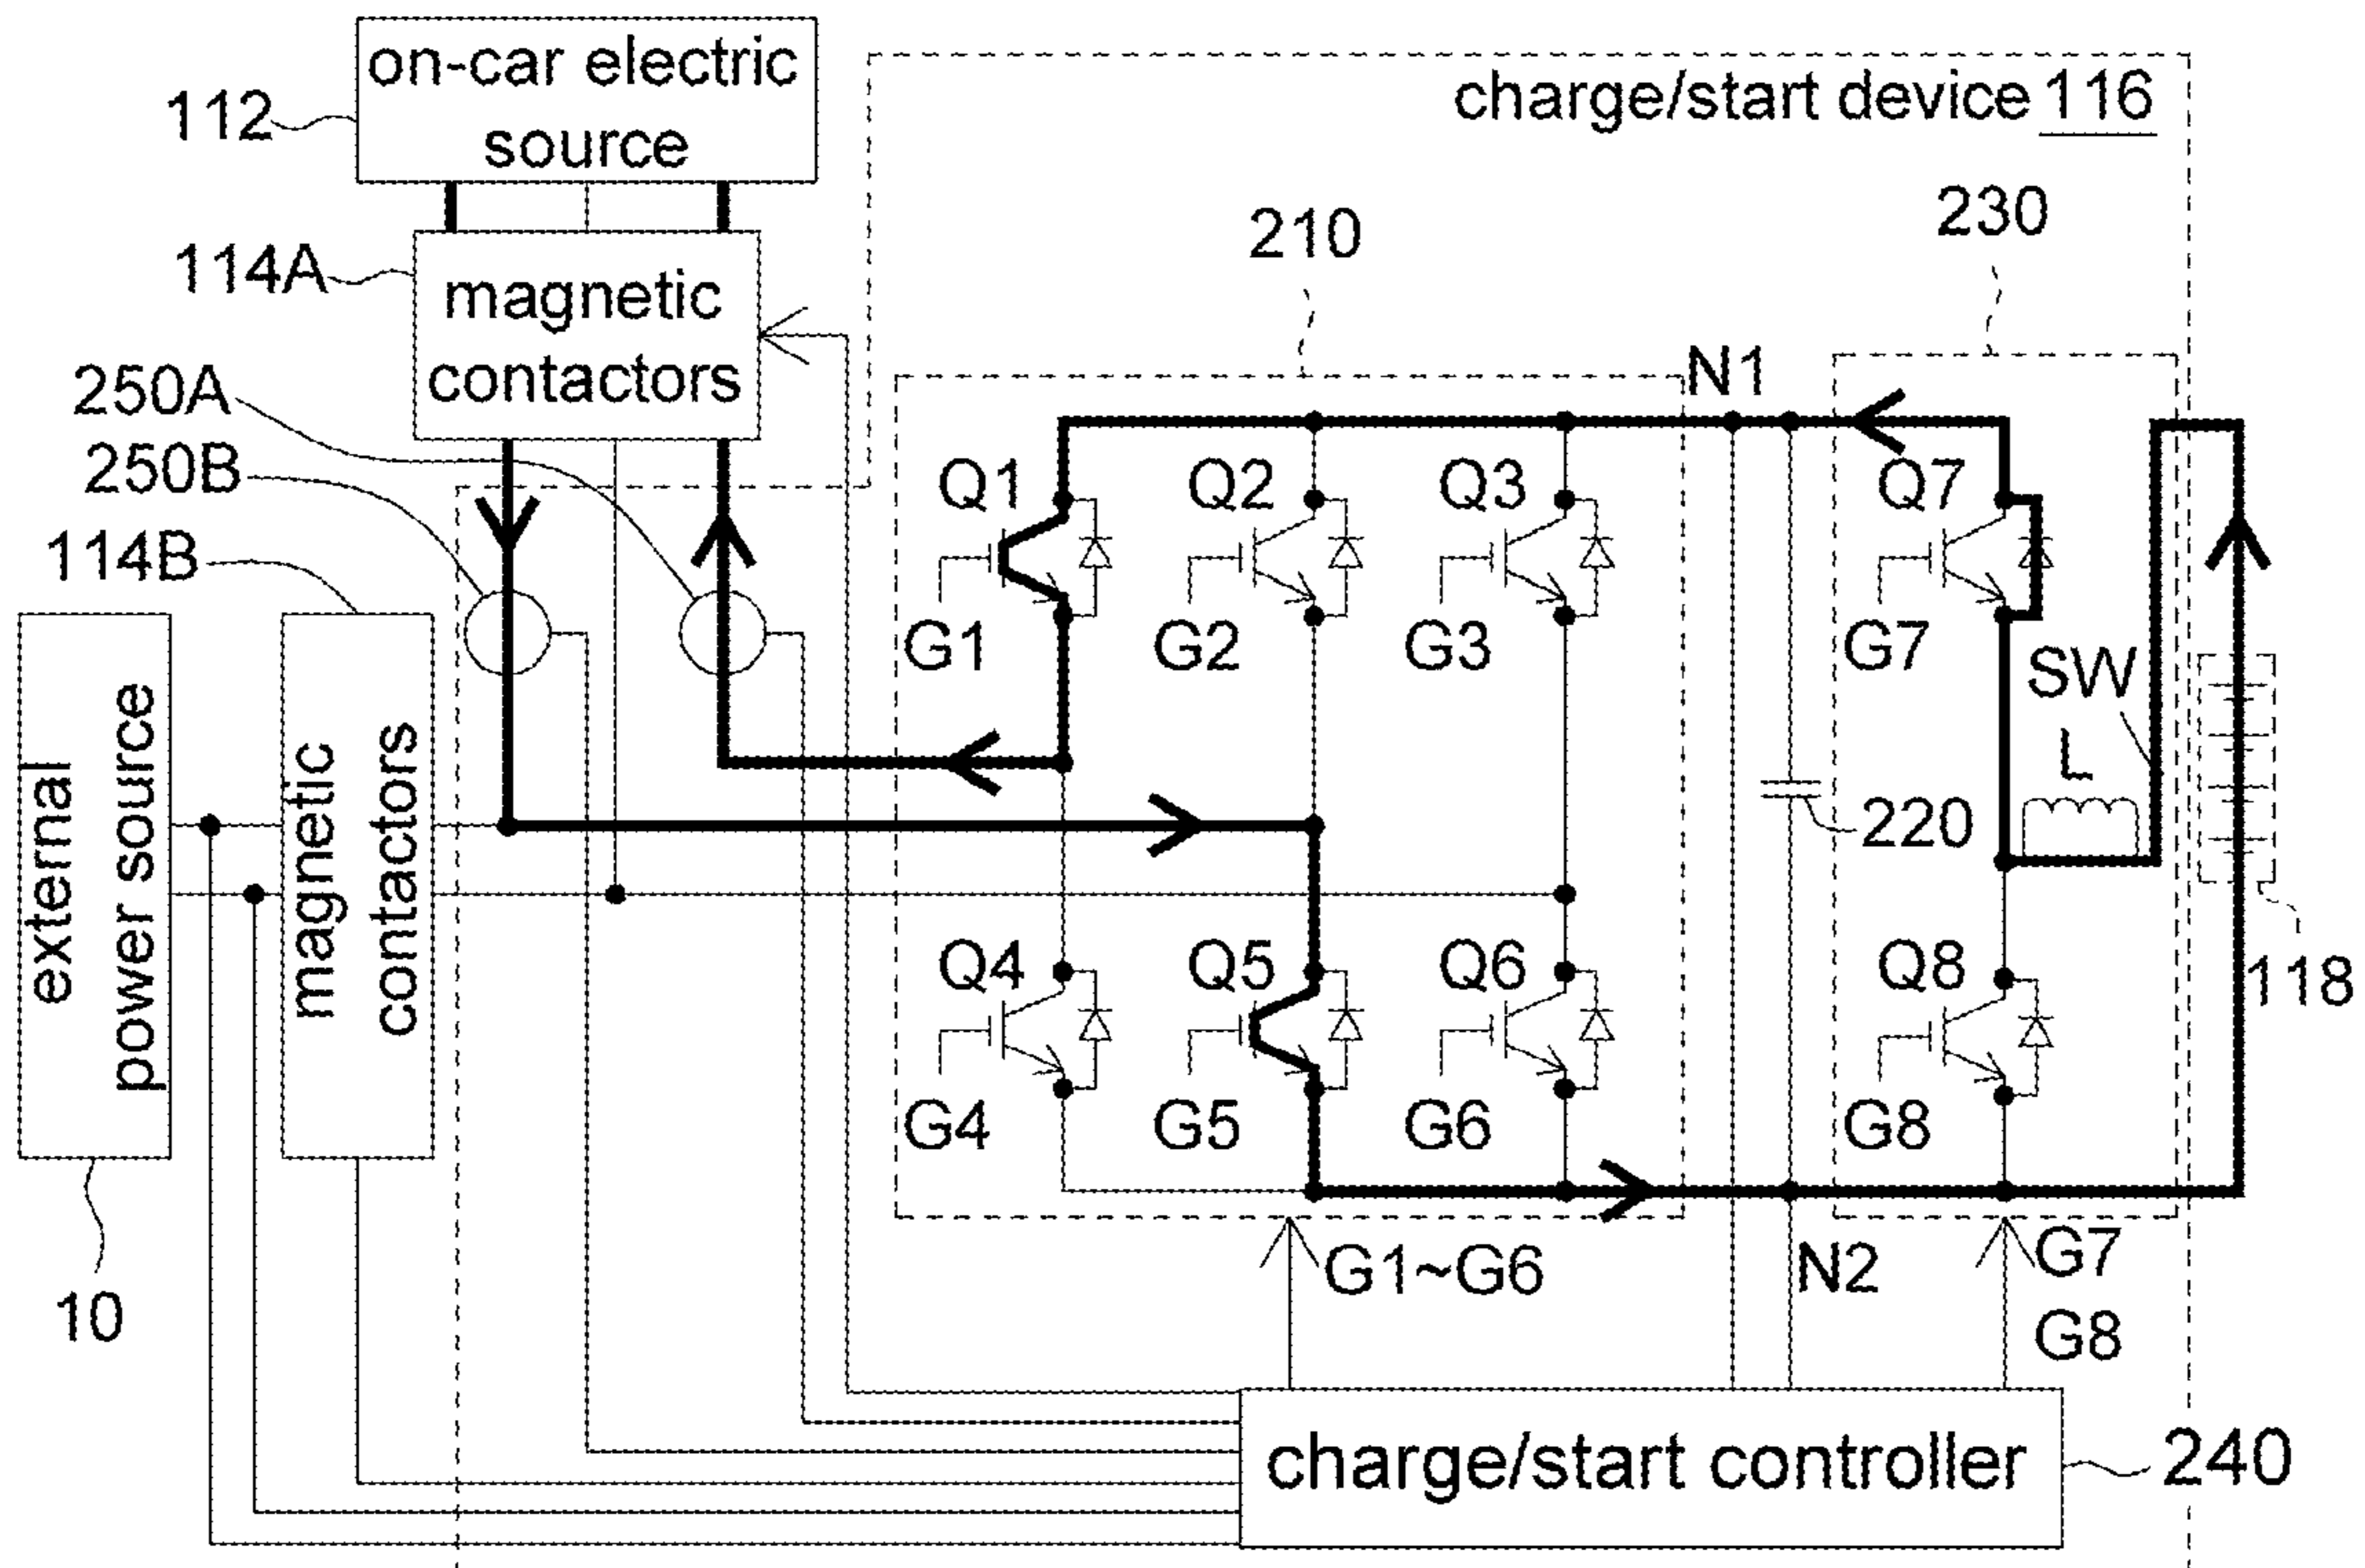 on-car electric
source
112
charge/start device 116
114A
magnetic
contactors
210
230
250A
250B
114B
N1
Q1
Q2
Q3
Q7
G1
G2
G3
G7
SW
L
external
power source
magnetic
contactors
220
118
Q4
Q5
Q6
Q8
G4
G5
G6
G8
10
G1~G6
N2
G7
G8
charge/start controller
240